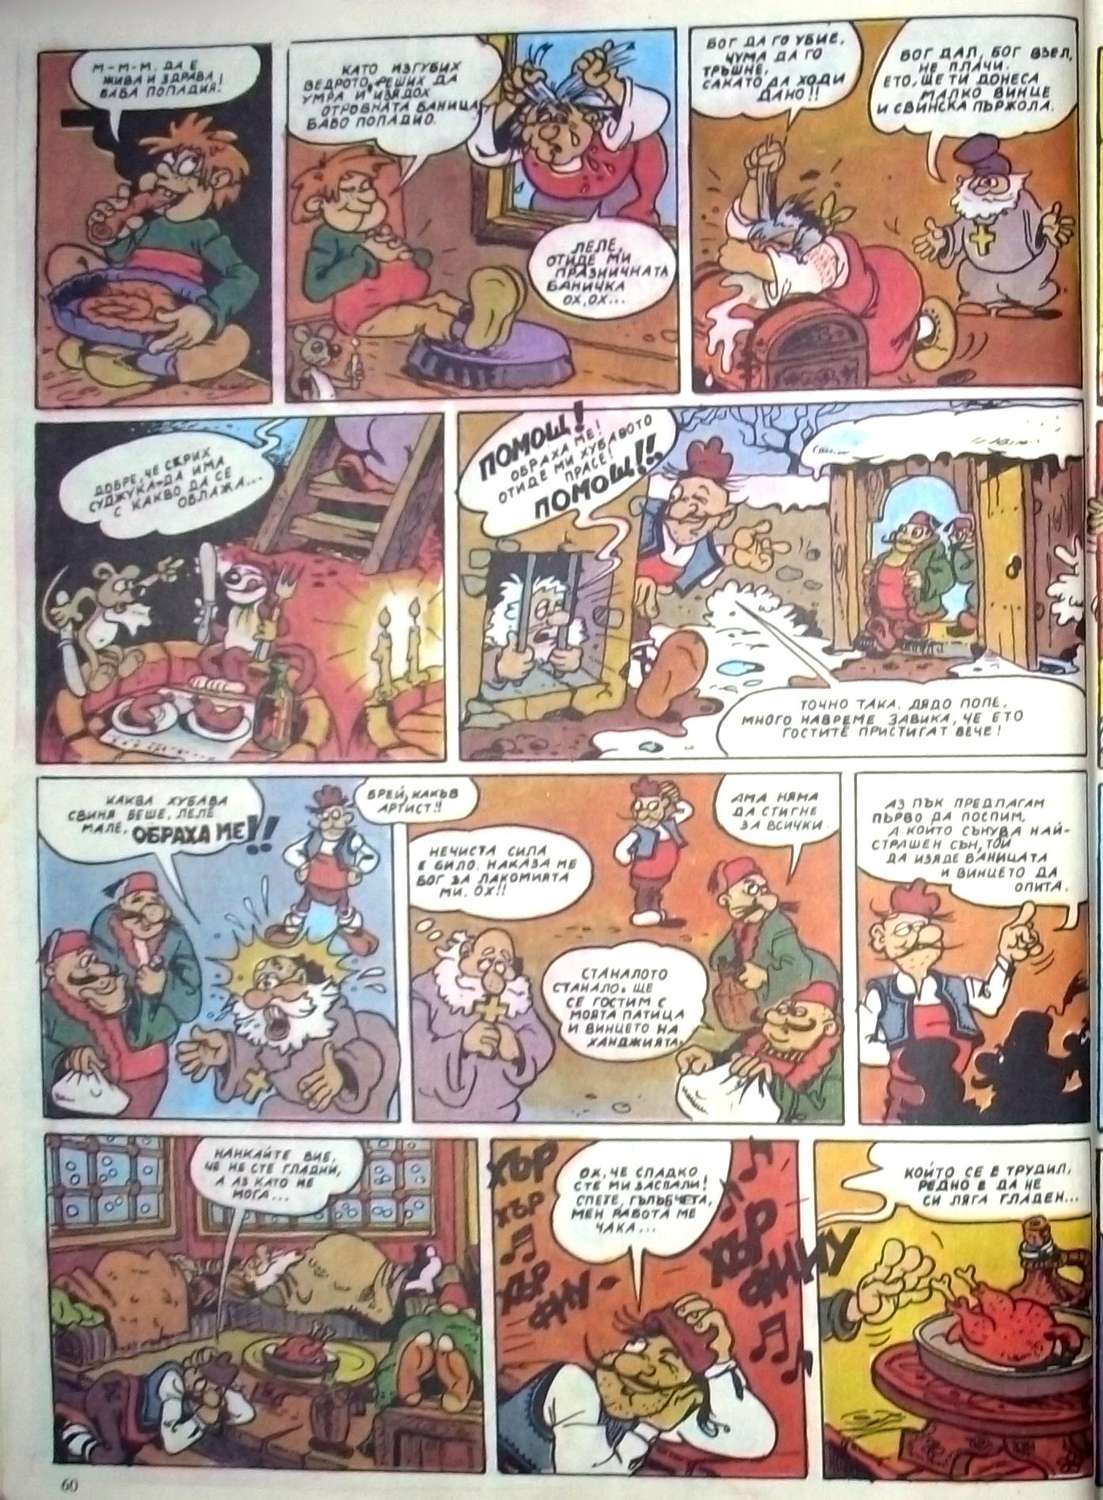 М-М-М, ДА Е
ЖИВА И ЗДРАВА
БАБА ПОПАДИЯ!
КАТО ИЗГУБИХ
ВЕДРОТО, РЕШИХ ДА
УМРА И ИЗЯДОХ
ОТРОВНАТА БАНИЦА,
БАБО ПОПАДИО.
ЛЕЛЕ,
ОТИДЕ МИ
ПРАЗНИЧНАТА
БАНИЧКА
ОХ, ОХ...
БОГ ДА ГО УБИЕ,
ЧУМА ДА ГО
ТРЪШНЕ,
САКАТО ДА ХОДИ
ДАНО!!
БОГ ДАЛ, БОГ ВЗЕЛ,
НЕ ПЛАЧИ.
ЕТО, ЩЕ ТИ ДОНЕСА
МАЛКО ВИНЦЕ
И СВИНСКА ПЪРЖОЛА.
ДОБРЕ, ЧЕ СКРИХ
СУДЖУКА-ДА ИМА
С КАКВО ДА СЕ
ОБЛАЖА...
ПОМОЩ!
ОБРАХА МЕ!
ОТИДЕ МИ ХУБАВОТО
ПРАСЕ!
ПОМОЩ!!
ТОЧНО ТАКА, ДЯДО ПОПЕ,
МНОГО НАВРЕМЕ ЗАВИКА, ЧЕ ЕТО
ГОСТИТЕ ПРИСТИГАТ ВЕЧЕ!
КАКВА ХУБАВА
СВИНЯ БЕШЕ, ЛЕЛЕ
МАЛЕ, ОБРАХА МЕ!!
БРЕЙ, КАКЪВ
АРТИСТ!!
НЕЧИСТА СИЛА
Е БИЛО. НАКАЗА МЕ
БОГ ЗА ЛАКОМИЯТА
МИ. ОХ!!
АМА НЯМА
ДА СТИГНЕ
ЗА ВСИЧКИ.
СТАНАЛОТО
СТАНАЛО. ЩЕ
СЕ ГОСТИМ С
МОЯТА ПАТИЦА
И ВИНЦЕТО НА
ХАНДЖИЯТА.
АЗ ПЪК ПРЕДЛАГАМ
ПЪРВО ДА ПОСПИМ,
А КОИТО СЪНУВА НАЙ-
СТРАШЕН СЪН, ТОЙ
ДА ИЗЯДЕ БАНИЦАТА
И ВИНЦЕТО ДА
ОПИТА.
НАНКАЙТЕ ВИЕ,
ЧЕ НЕ СТЕ ГЛАДНИ,
А АЗ КАТО НЕ
МОГА...
ОХ, ЧЕ СЛАДКО
СТЕ МИ ЗАСПАЛИ!
СПЕТЕ, ГЪЛЪБЧЕТА,
МЕН РАБОТА МЕ
ЧАКА...
ХЪР
ХЪР
ХЪР
ФИУ
ХЪР
ФИИИУ
КОЙТО СЕ Е ТРУДИЛ,
РЕДНО Е ДА НЕ
СИ ЛЯГА ГЛАДЕН...
60